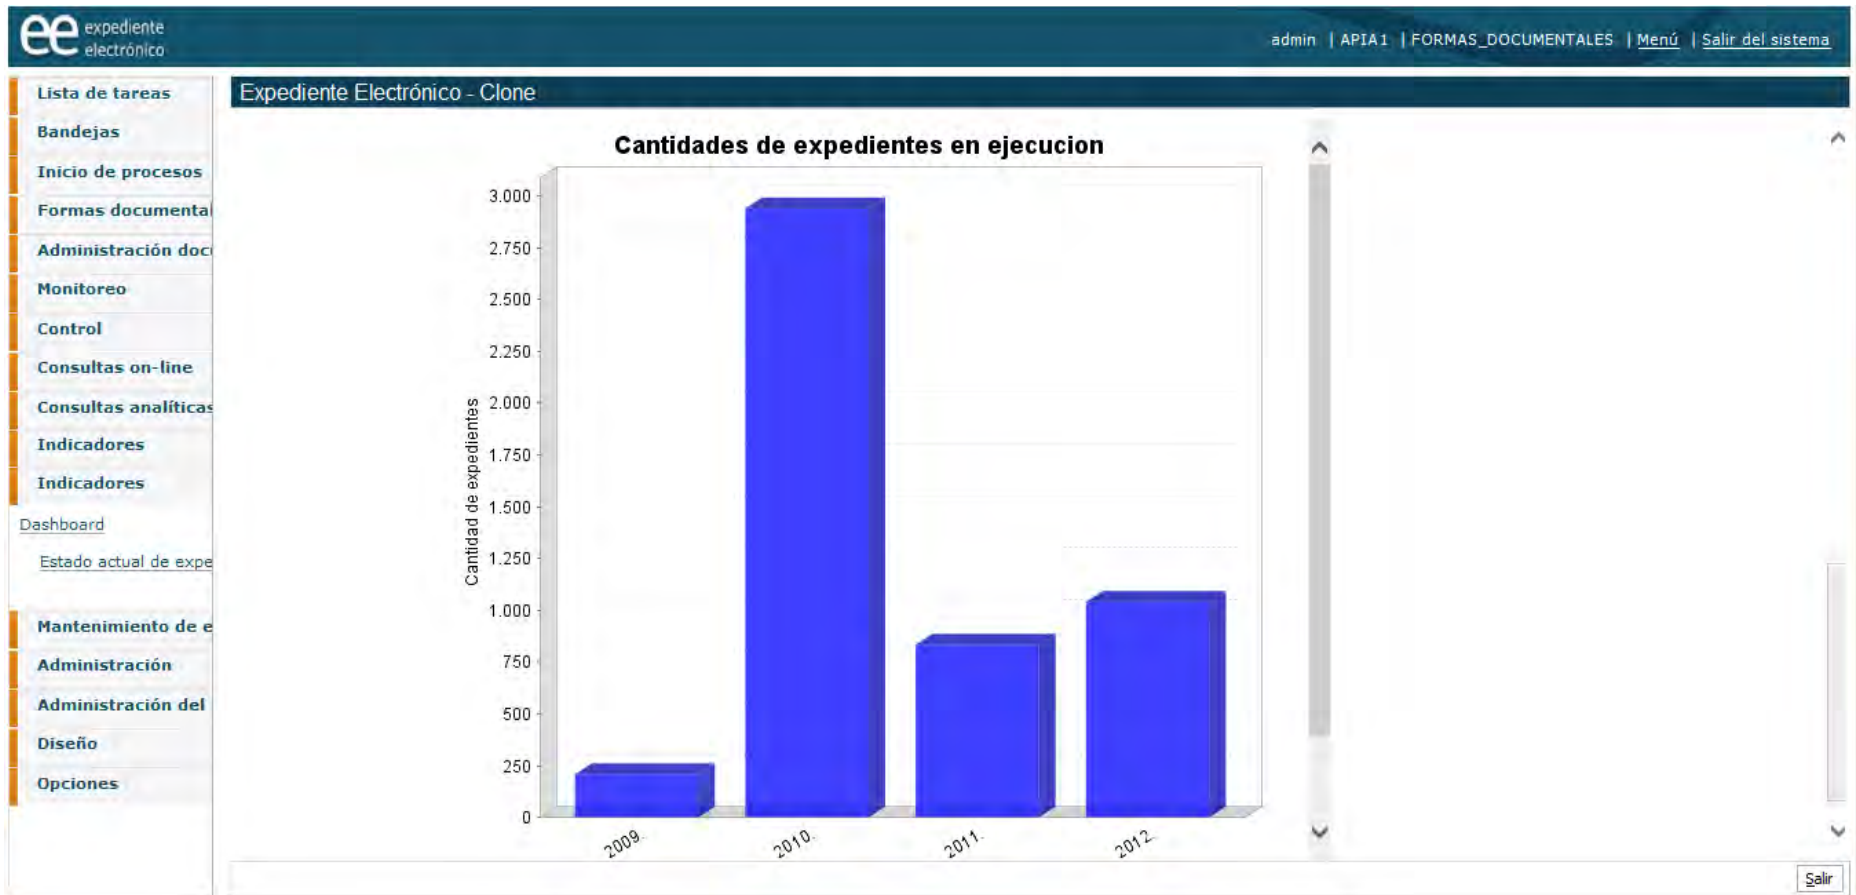 ee expediente
electrónico
admin | APIA1 | FORMAS_DOCUMENTALES | Menú | Salir del sistema
Lista de tareas
Bandejas
Inicio de procesos
Formas documental
Administración doc
Monitoreo
Control
Consultas on-line
Consultas analíticas
Indicadores
Indicadores
Dashboard
Estado actual de expe
Mantenimiento de e
Administración
Administración del
Diseño
Opciones
Expediente Electrónico - Clone
Cantidades de expedientes en ejecucion
Cantidad de expedientes
3.000
2.750
2.500
2.250
2.000
1.750
1.500
1.250
1.000
750
500
250
0
2009.
2010.
2011.
2012.
Salir